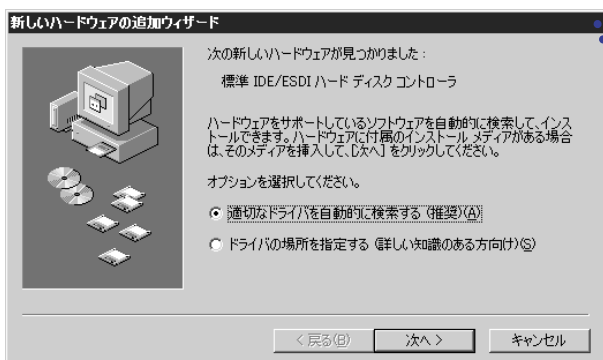 新しいハードウェアの追加ウィザード
次の新しいハードウェアが見つかりました :
標準 IDE/ESDI ハード ディスク コントローラ
ハードウェアをサポートしているソフトウェアを自動的に検索して、インス
トールできます。ハードウェアに付属のインストール メディアがある場合
は、そのメディアを挿入して、[次へ] をクリックしてください。
オプションを選択してください。
適切なドライバを自動的に検索する (推奨)(A)
ドライバの場所を指定する (詳しい知識のある方向け)(S)
< 戻る(B)
次へ >
キャンセル